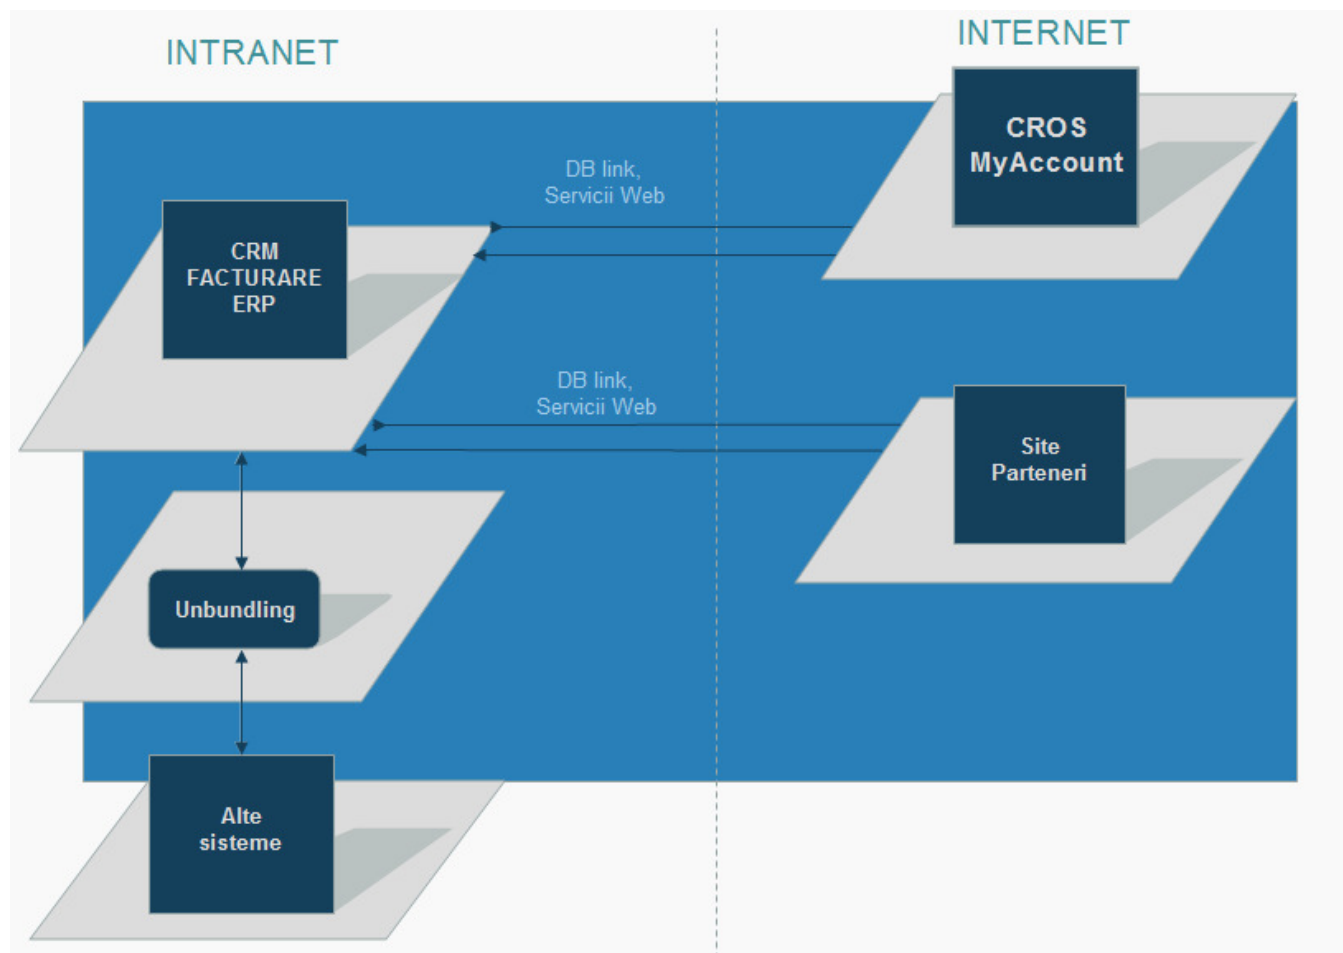 INTRANET
INTERNET
CROS
MyAccount
DB link,
Servicii Web
CRM
FACTURARE
ERP
DB link,
Servicii Web
Site
Parteneri
Unbundling
Alte
sisteme